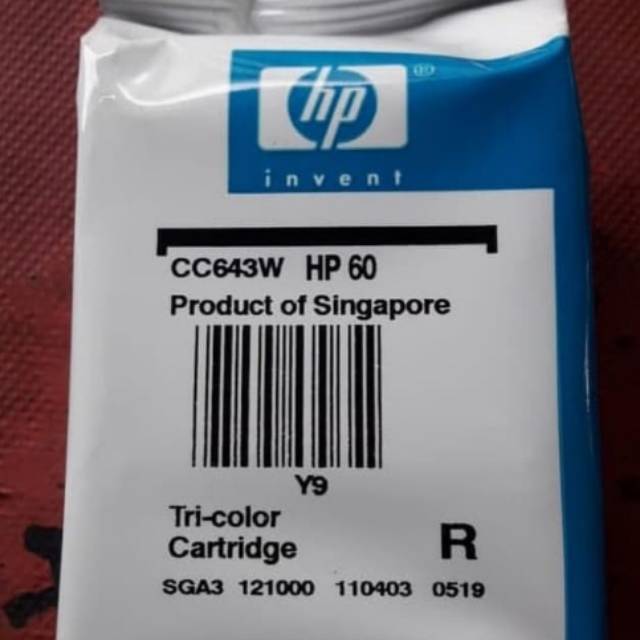 hp ®
invent
CC643W HP 60
Product of Singapore
Y9
Tri-color
Cartridge R
SGA3 121000 110403 0519